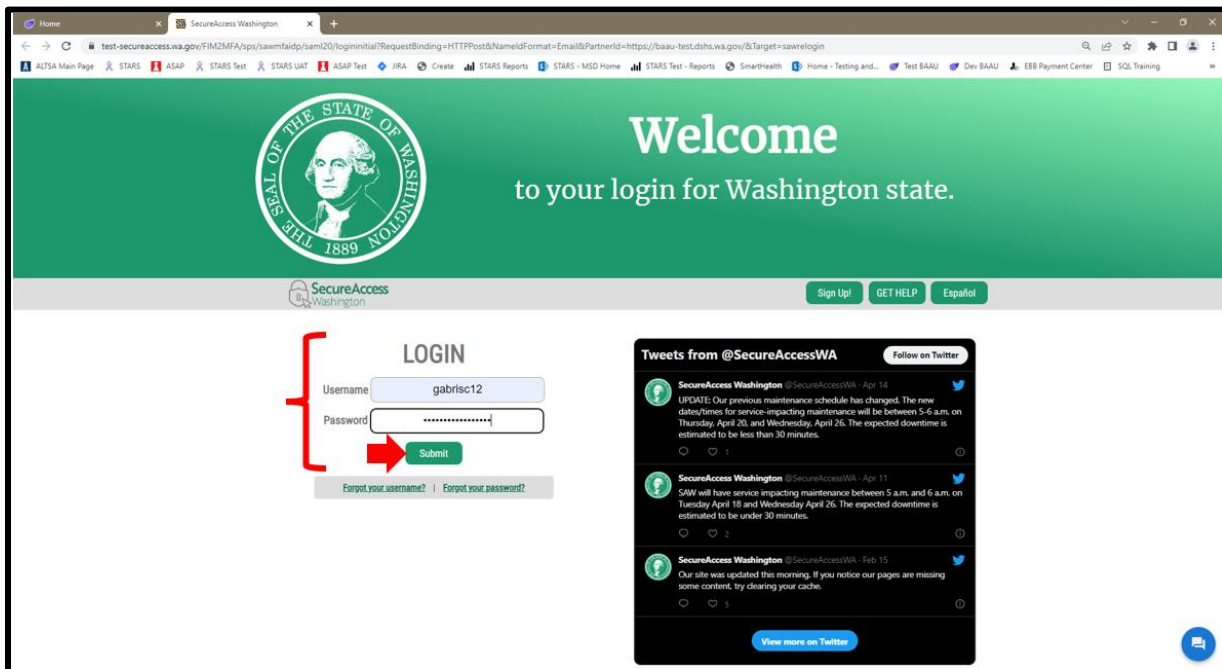 Home
SecureAccess Washington
test-secureaccess.wa.gov/FIM2MFA/sps/sawmfaidp/saml20/logininitial?RequestBinding=HTTPPost&NameIdFormat=Email&PartnerId=https://baau-test.dshs.wa.gov/&Target=sawrelogin
ALTSA Main Page STARS ASAP STARS Test STARS UAT ASAP Test JIRA Create STARS Reports STARS - MSD Home STARS Test - Reports SmartHealth Home - Testing and... Test BAAU Dev BAAU EBB Payment Center SQL Training »
THE SEAL OF THE STATE OF WASHINGTON
1889
Welcome
to your login for Washington state.
SecureAccess
Washington
Sign Up! GET HELP Español
LOGIN
Username gabrisc12
Password
Submit
Forgot your username? | Forgot your password?
Tweets from @SecureAccessWA Follow on Twitter
SecureAccess Washington @SecureAccessWA · Apr 14
UPDATE: Our previous maintenance schedule has changed. The new
dates/times for service-impacting maintenance will be between 5-6 a.m. on
Thursday, April 20, and Wednesday, April 26. The expected downtime is
estimated to be less than 30 minutes.
1
SecureAccess Washington @SecureAccessWA · Apr 11
SAW will have service impacting maintenance between 5 a.m. and 6 a.m. on
Tuesday April 18 and Wednesday April 26. The expected downtime is
estimated to be under 30 minutes.
2
SecureAccess Washington @SecureAccessWA · Feb 15
Our site was updated this morning. If you notice our pages are missing
some content, try clearing your cache.
5
View more on Twitter